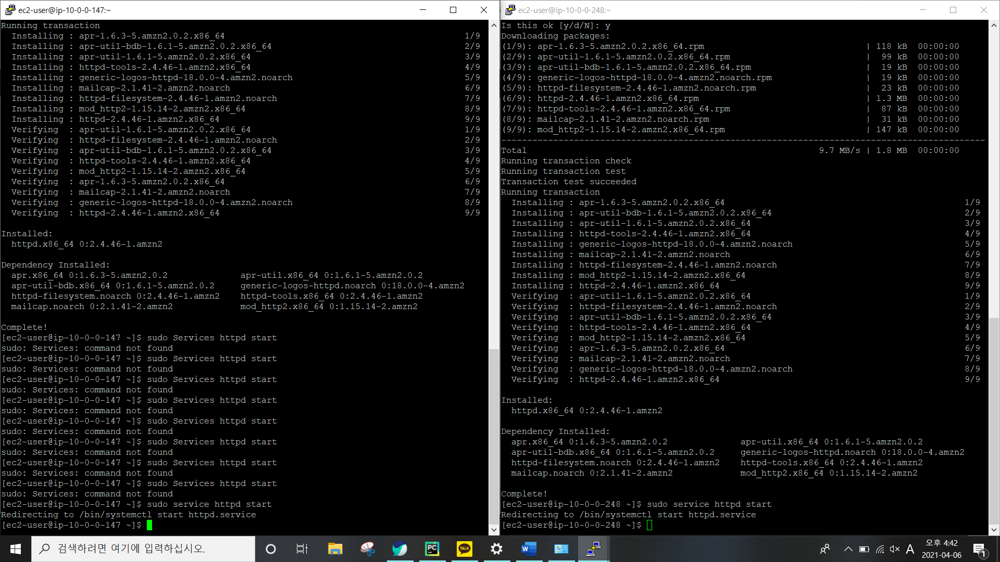 ec2-user@ip-10-0-0-147:~
Running transaction
  Installing : apr-1.6.3-5.amzn2.0.2.x86_64 1/9
  Installing : apr-util-bdb-1.6.1-5.amzn2.0.2.x86_64 2/9
  Installing : apr-util-1.6.1-5.amzn2.0.2.x86_64 3/9
  Installing : httpd-tools-2.4.46-1.amzn2.x86_64 4/9
  Installing : generic-logos-httpd-18.0.0-4.amzn2.noarch 5/9
  Installing : mailcap-2.1.41-2.amzn2.noarch 6/9
  Installing : httpd-filesystem-2.4.46-1.amzn2.noarch 7/9
  Installing : mod_http2-1.15.14-2.amzn2.x86_64 8/9
  Installing : httpd-2.4.46-1.amzn2.x86_64 9/9
  Verifying  : apr-util-1.6.1-5.amzn2.0.2.x86_64 1/9
  Verifying  : httpd-filesystem-2.4.46-1.amzn2.noarch 2/9
  Verifying  : apr-util-bdb-1.6.1-5.amzn2.0.2.x86_64 3/9
  Verifying  : httpd-tools-2.4.46-1.amzn2.x86_64 4/9
  Verifying  : mod_http2-1.15.14-2.amzn2.x86_64 5/9
  Verifying  : apr-1.6.3-5.amzn2.0.2.x86_64 6/9
  Verifying  : mailcap-2.1.41-2.amzn2.noarch 7/9
  Verifying  : generic-logos-httpd-18.0.0-4.amzn2.noarch 8/9
  Verifying  : httpd-2.4.46-1.amzn2.x86_64 9/9
Installed:
  httpd.x86_64 0:2.4.46-1.amzn2
Dependency Installed:
  apr.x86_64 0:1.6.3-5.amzn2.0.2 apr-util.x86_64 0:1.6.1-5.amzn2.0.2
  apr-util-bdb.x86_64 0:1.6.1-5.amzn2.0.2 generic-logos-httpd.noarch 0:18.0.0-4.amzn2
  httpd-filesystem.noarch 0:2.4.46-1.amzn2 httpd-tools.x86_64 0:2.4.46-1.amzn2
  mailcap.noarch 0:2.1.41-2.amzn2 mod_http2.x86_64 0:1.15.14-2.amzn2
Complete!
[ec2-user@ip-10-0-0-147 ~]$ sudo Services httpd start
sudo: Services: command not found
[ec2-user@ip-10-0-0-147 ~]$ sudo Services httpd start
sudo: Services: command not found
[ec2-user@ip-10-0-0-147 ~]$ sudo Services httpd start
sudo: Services: command not found
[ec2-user@ip-10-0-0-147 ~]$ sudo Services httpd start
sudo: Services: command not found
[ec2-user@ip-10-0-0-147 ~]$ sudo Services httpd start
sudo: Services: command not found
[ec2-user@ip-10-0-0-147 ~]$ sudo Services httpd start
sudo: Services: command not found
[ec2-user@ip-10-0-0-147 ~]$ sudo Services httpd start
sudo: Services: command not found
[ec2-user@ip-10-0-0-147 ~]$ sudo Services httpd start
sudo: Services: command not found
[ec2-user@ip-10-0-0-147 ~]$ sudo service httpd start
Redirecting to /bin/systemctl start httpd.service
[ec2-user@ip-10-0-0-147 ~]$
ec2-user@ip-10-0-0-248:~
Is this ok [y/d/N]: y
Downloading packages:
(1/9): apr-1.6.3-5.amzn2.0.2.x86_64.rpm | 118 kB 00:00:00
(2/9): apr-util-1.6.1-5.amzn2.0.2.x86_64.rpm | 99 kB 00:00:00
(3/9): apr-util-bdb-1.6.1-5.amzn2.0.2.x86_64.rpm | 19 kB 00:00:00
(4/9): generic-logos-httpd-18.0.0-4.amzn2.noarch.rpm | 19 kB 00:00:00
(5/9): httpd-filesystem-2.4.46-1.amzn2.noarch.rpm | 23 kB 00:00:00
(6/9): httpd-2.4.46-1.amzn2.x86_64.rpm | 1.3 MB 00:00:00
(7/9): httpd-tools-2.4.46-1.amzn2.x86_64.rpm | 87 kB 00:00:00
(8/9): mailcap-2.1.41-2.amzn2.noarch.rpm | 31 kB 00:00:00
(9/9): mod_http2-1.15.14-2.amzn2.x86_64.rpm | 147 kB 00:00:00
---------------------------------------------------------------------------------------------
Total 9.7 MB/s | 1.8 MB 00:00:00
Running transaction check
Running transaction test
Transaction test succeeded
Running transaction
  Installing : apr-1.6.3-5.amzn2.0.2.x86_64 1/9
  Installing : apr-util-bdb-1.6.1-5.amzn2.0.2.x86_64 2/9
  Installing : apr-util-1.6.1-5.amzn2.0.2.x86_64 3/9
  Installing : httpd-tools-2.4.46-1.amzn2.x86_64 4/9
  Installing : generic-logos-httpd-18.0.0-4.amzn2.noarch 5/9
  Installing : mailcap-2.1.41-2.amzn2.noarch 6/9
  Installing : httpd-filesystem-2.4.46-1.amzn2.noarch 7/9
  Installing : mod_http2-1.15.14-2.amzn2.x86_64 8/9
  Installing : httpd-2.4.46-1.amzn2.x86_64 9/9
  Verifying  : apr-util-1.6.1-5.amzn2.0.2.x86_64 1/9
  Verifying  : httpd-filesystem-2.4.46-1.amzn2.noarch 2/9
  Verifying  : apr-util-bdb-1.6.1-5.amzn2.0.2.x86_64 3/9
  Verifying  : httpd-tools-2.4.46-1.amzn2.x86_64 4/9
  Verifying  : mod_http2-1.15.14-2.amzn2.x86_64 5/9
  Verifying  : apr-1.6.3-5.amzn2.0.2.x86_64 6/9
  Verifying  : mailcap-2.1.41-2.amzn2.noarch 7/9
  Verifying  : generic-logos-httpd-18.0.0-4.amzn2.noarch 8/9
  Verifying  : httpd-2.4.46-1.amzn2.x86_64 9/9
Installed:
  httpd.x86_64 0:2.4.46-1.amzn2
Dependency Installed:
  apr.x86_64 0:1.6.3-5.amzn2.0.2 apr-util.x86_64 0:1.6.1-5.amzn2.0.2
  apr-util-bdb.x86_64 0:1.6.1-5.amzn2.0.2 generic-logos-httpd.noarch 0:18.0.0-4.amzn2
  httpd-filesystem.noarch 0:2.4.46-1.amzn2 httpd-tools.x86_64 0:2.4.46-1.amzn2
  mailcap.noarch 0:2.1.41-2.amzn2 mod_http2.x86_64 0:1.15.14-2.amzn2
Complete!
[ec2-user@ip-10-0-0-248 ~]$ sudo service httpd start
Redirecting to /bin/systemctl start httpd.service
[ec2-user@ip-10-0-0-248 ~]$
검색하려면 여기에 입력하십시오.
PC
TALK
W
A
오후 4:42
2021-04-06
1